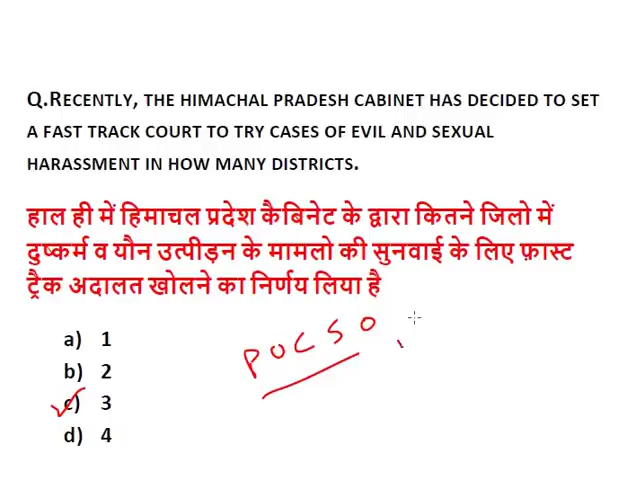 Q.RECENTLY, THE HIMACHAL PRADESH CABINET HAS DECIDED TO SET
A FAST TRACK COURT TO TRY CASES OF EVIL AND SEXUAL
HARASSMENT IN HOW MANY DISTRICTS.
हाल ही में हिमाचल प्रदेश कैबिनेट के द्वारा कितने जिलो में
दुष्कर्म व यौन उत्पीड़न के मामलो की सुनवाई के लिए फ़ास्ट
ट्रैक अदालत खोलने का निर्णय लिया है
a) 1
b) 2
c) 3
d) 4
POCSO